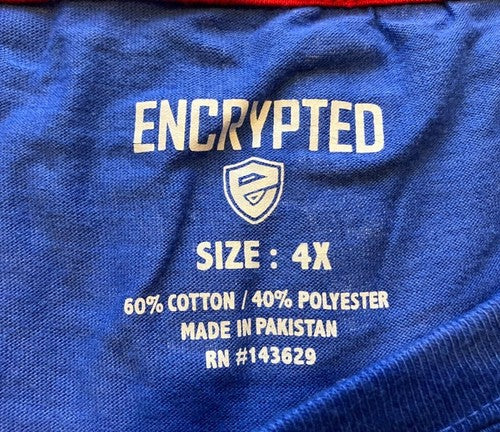 ENCRYPTED
SIZE : 4X
60% COTTON / 40% POLYESTER
MADE IN PAKISTAN
RN #143629